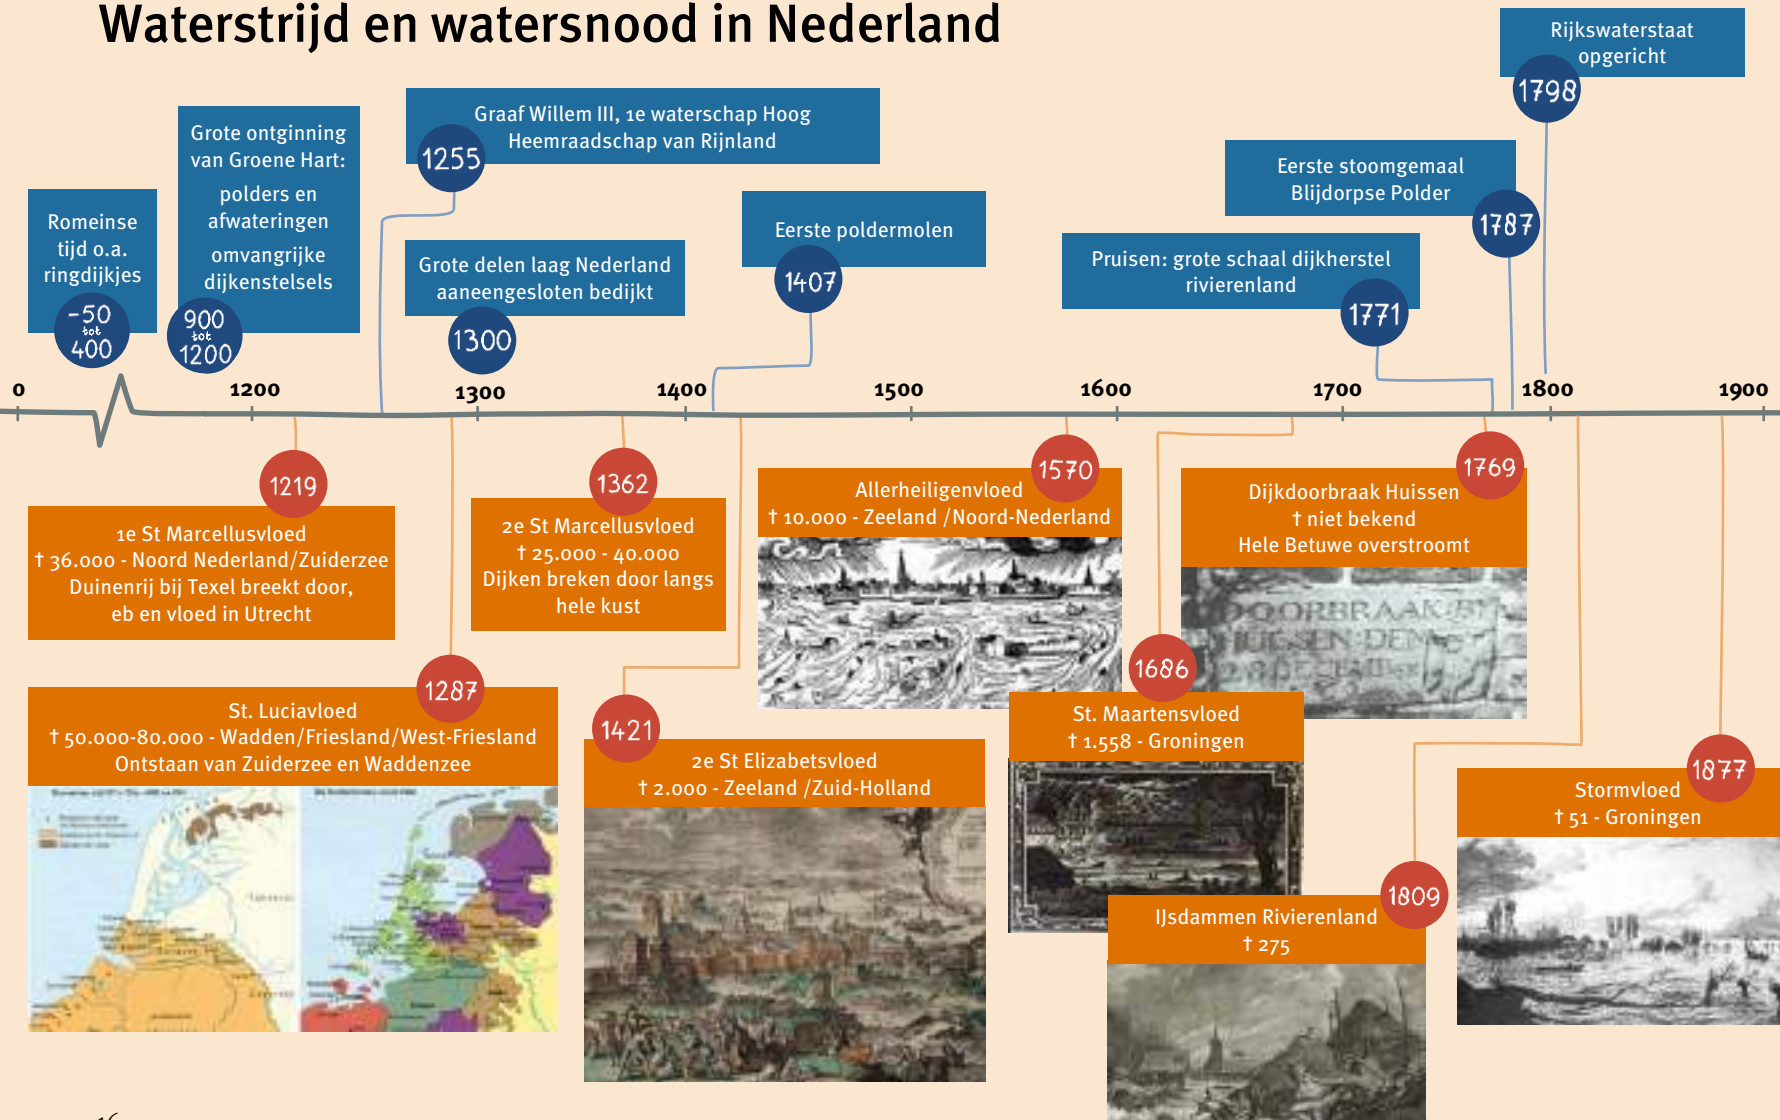 Waterstrijd en watersnood in Nederland
Rijkswaterstaat
opgericht
1798
Graaf Willem III, 1e waterschap Hoog
Heemraadschap van Rijnland
1255
Grote ontginning
van Groene Hart:
polders en
afwateringen
omvangrijke
dijkenstelsels
900
tot
1200
Romeinse
tijd o.a.
ringdijkjes
-50
tot
400
Grote delen laag Nederland
aaneengesloten bedijkt
1300
Eerste poldermolen
1407
Eerste stoomgemaal
Blijdorpse Polder
1787
Pruisen: grote schaal dijkherstel
rivierenland
1771
0 1200 1300 1400 1500 1600 1700 1800 1900
1219
1e St Marcellusvloed
† 36.000 - Noord Nederland/Zuiderzee
Duinenrij bij Texel breekt door,
eb en vloed in Utrecht
1362
2e St Marcellusvloed
† 25.000 - 40.000
Dijken breken door langs
hele kust
1570
Allerheiligenvloed
† 10.000 - Zeeland /Noord-Nederland
1769
Dijkdoorbraak Huissen
† niet bekend
Hele Betuwe overstroomt
DOORBRAAK
HUISSEN DEN
1287
St. Luciavloed
† 50.000-80.000 - Wadden/Friesland/West-Friesland
Ontstaan van Zuiderzee en Waddenzee
1421
2e St Elizabetsvloed
† 2.000 - Zeeland /Zuid-Holland
1686
St. Maartensvloed
† 1.558 - Groningen
1809
IJsdammen Rivierenland
† 275
1877
Stormvloed
† 51 - Groningen
16